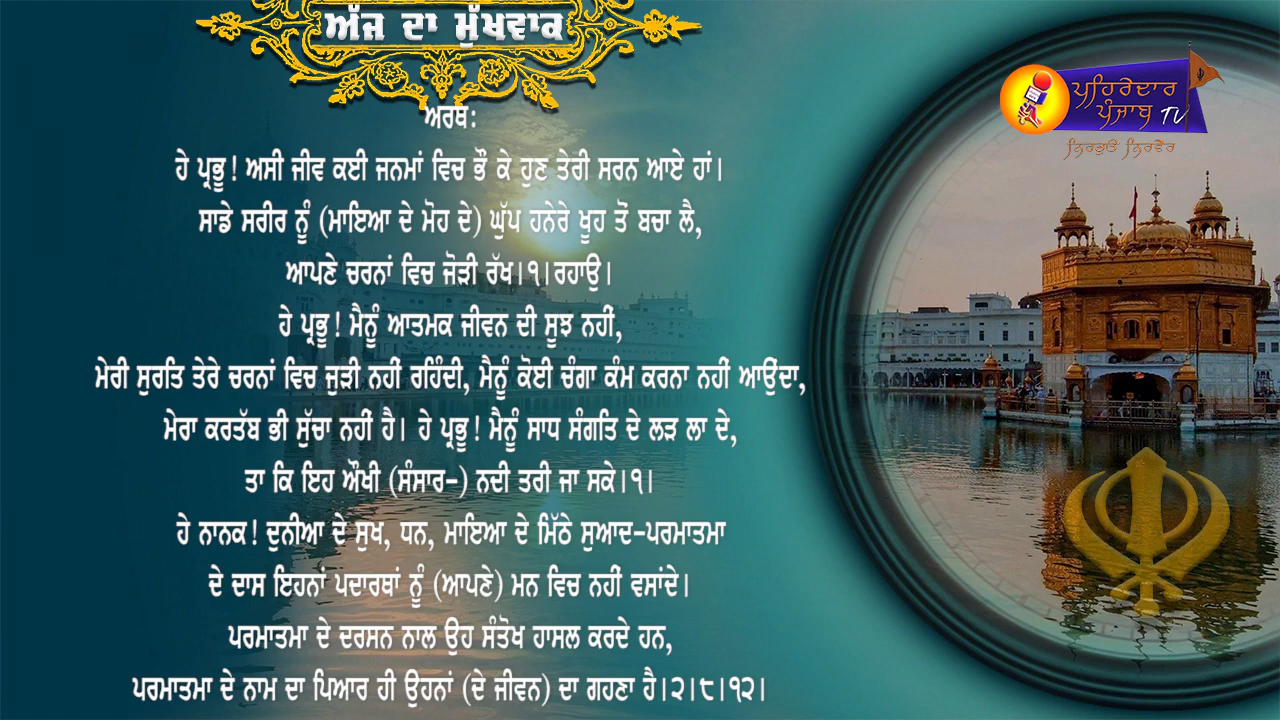 ਅੱਜ ਦਾ ਮੁੱਖਵਾਕ
ਪਹਿਰੇਦਾਰ
ਪੰਜਾਬ TV
ਨਿਰਭਉ ਨਿਰਵੈਰ
ਅਰਥ:
ਹੇ ਪ੍ਰਭੂ! ਅਸੀ ਜੀਵ ਕਈ ਜਨਮਾਂ ਵਿਚ ਭੌਂ ਕੇ ਹੁਣ ਤੇਰੀ ਸਰਨ ਆਏ ਹਾਂ।
ਸਾਡੇ ਸਰੀਰ ਨੂੰ (ਮਾਇਆ ਦੇ ਮੋਹ ਦੇ) ਘੁੱਪ ਹਨੇਰੇ ਖੂਹ ਤੋਂ ਬਚਾ ਲੈ,
ਆਪਣੇ ਚਰਨਾਂ ਵਿਚ ਜੋੜੀ ਰੱਖ।੧।ਰਹਾਉ।
ਹੇ ਪ੍ਰਭੂ! ਮੈਨੂੰ ਆਤਮਕ ਜੀਵਨ ਦੀ ਸੂਝ ਨਹੀਂ,
ਮੇਰੀ ਸੁਰਤਿ ਤੇਰੇ ਚਰਨਾਂ ਵਿਚ ਜੁੜੀ ਨਹੀਂ ਰਹਿੰਦੀ, ਮੈਨੂੰ ਕੋਈ ਚੰਗਾ ਕੰਮ ਕਰਨਾ ਨਹੀਂ ਆਉਂਦਾ,
ਮੇਰਾ ਕਰਤੱਬ ਭੀ ਸੁੱਚਾ ਨਹੀਂ ਹੈ। ਹੇ ਪ੍ਰਭੂ! ਮੈਨੂੰ ਸਾਧ ਸੰਗਤਿ ਦੇ ਲੜ ਲਾ ਦੇ,
ਤਾ ਕਿ ਇਹ ਔਖੀ (ਸੰਸਾਰ-) ਨਦੀ ਤਰੀ ਜਾ ਸਕੇ।੧।
ਹੇ ਨਾਨਕ! ਦੁਨੀਆ ਦੇ ਸੁਖ, ਧਨ, ਮਾਇਆ ਦੇ ਮਿੱਠੇ ਸੁਆਦ-ਪਰਮਾਤਮਾ
ਦੇ ਦਾਸ ਇਹਨਾਂ ਪਦਾਰਥਾਂ ਨੂੰ (ਆਪਣੇ) ਮਨ ਵਿਚ ਨਹੀਂ ਵਸਾਂਦੇ।
ਪਰਮਾਤਮਾ ਦੇ ਦਰਸਨ ਨਾਲ ਉਹ ਸੰਤੋਖ ਹਾਸਲ ਕਰਦੇ ਹਨ,
ਪਰਮਾਤਮਾ ਦੇ ਨਾਮ ਦਾ ਪਿਆਰ ਹੀ ਉਹਨਾਂ (ਦੇ ਜੀਵਨ) ਦਾ ਗਹਣਾ ਹੈ।੨।੮।੧੨।